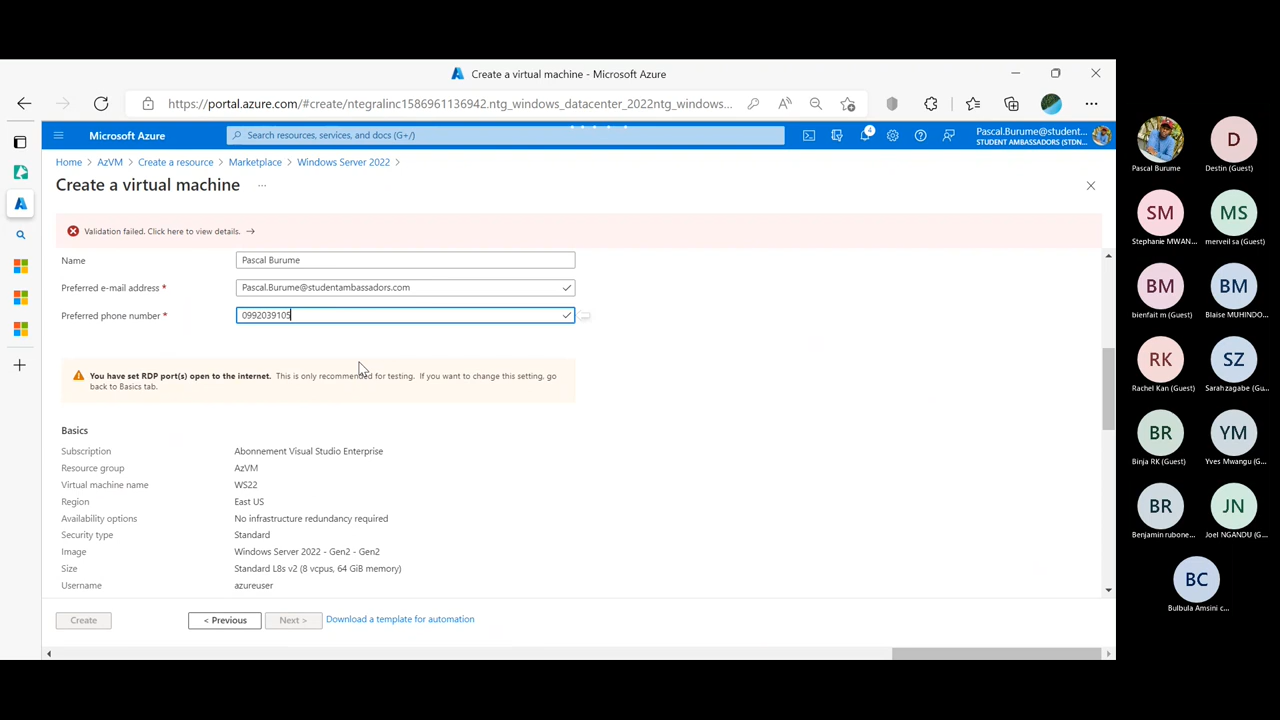 Create a virtual machine - Microsoft Azure
https://portal.azure.com/#create/ntegralinc1586961136942.ntg_windows_datacenter_2022ntg_windows...
Microsoft Azure
Search resources, services, and docs (G+/)
4
Pascal.Burume@student...
STUDENT AMBASSADORS (STDN...
Home > AzVM > Create a resource > Marketplace > Windows Server 2022 >
Create a virtual machine ...
Validation failed. Click here to view details. →
Name Pascal Burume
Preferred e-mail address * Pascal.Burume@studentambassadors.com
Preferred phone number * 0992039105
You have set RDP port(s) open to the internet. This is only recommended for testing. If you want to change this setting, go
back to Basics tab.
Basics
Subscription Abonnement Visual Studio Enterprise
Resource group AzVM
Virtual machine name WS22
Region East US
Availability options No infrastructure redundancy required
Security type Standard
Image Windows Server 2022 - Gen2 - Gen2
Size Standard L8s v2 (8 vcpus, 64 GiB memory)
Username azureuser
Create
< Previous
Next >
Download a template for automation
Pascal Burume
D
Destin (Guest)
SM
Stephanie MWAN...
MS
merveil sa (Guest)
BM
bienfait m (Guest)
BM
Blaise MUHINDO...
RK
Rachel Kan (Guest)
SZ
Sarahzagabe (Gu...
BR
Binja RK (Guest)
YM
Yves Mwangu (G...
BR
Benjamin rubone...
JN
Joel NGANDU (G...
BC
Bulbula Amsini c...